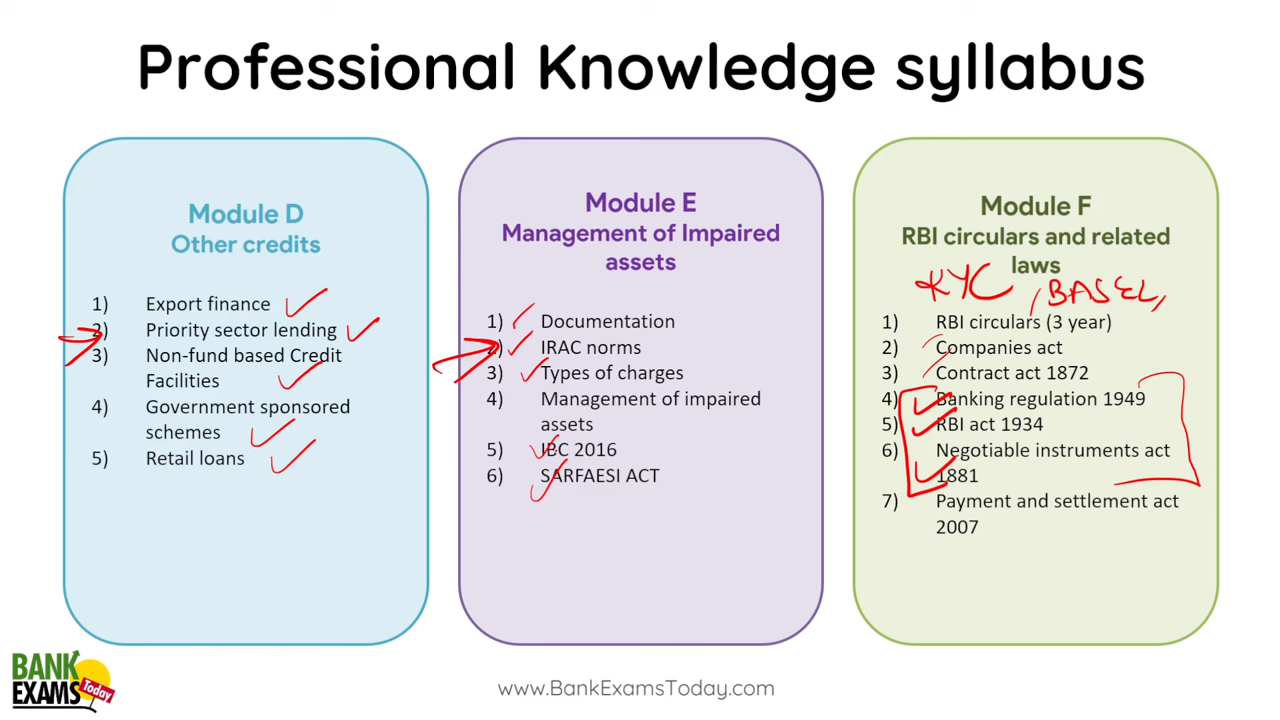 Professional Knowledge syllabus
Module D
Other credits
1) Export finance
2) Priority sector lending
3) Non-fund based Credit
Facilities
4) Government sponsored
schemes
5) Retail loans
Module E
Management of Impaired
assets
1) Documentation
2) IRAC norms
3) Types of charges
4) Management of impaired
assets
5) IBC 2016
6) SARFAESI ACT
Module F
RBI circulars and related
laws
KYC, BASEL,
1) RBI circulars (3 year)
2) Companies act
3) Contract act 1872
4) Banking regulation 1949
5) RBI act 1934
6) Negotiable instruments act
1881
7) Payment and settlement act
2007
BANK
EXAMS Today
www.BankExamsToday.com